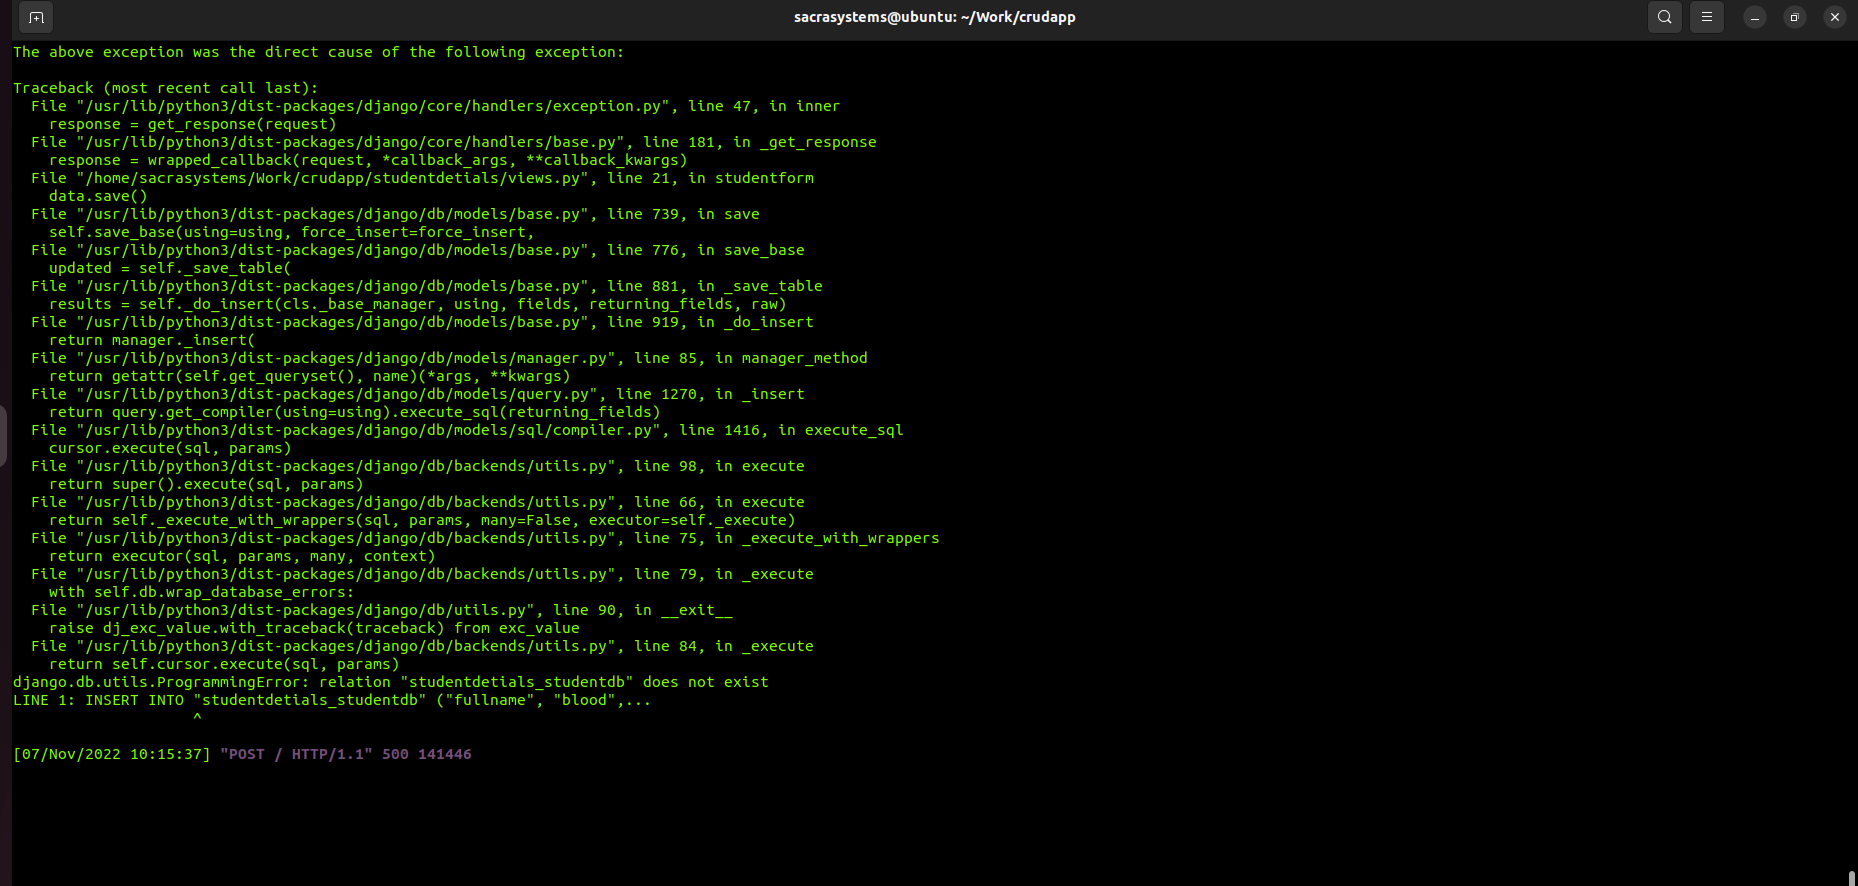 sacrasystems@ubuntu: ~/Work/crudapp
The above exception was the direct cause of the following exception:
Traceback (most recent call last):
  File "/usr/lib/python3/dist-packages/django/core/handlers/exception.py", line 47, in inner
    response = get_response(request)
  File "/usr/lib/python3/dist-packages/django/core/handlers/base.py", line 181, in _get_response
    response = wrapped_callback(request, *callback_args, **callback_kwargs)
  File "/home/sacrasystems/Work/crudapp/studentdetials/views.py", line 21, in studentform
    data.save()
  File "/usr/lib/python3/dist-packages/django/db/models/base.py", line 739, in save
    self.save_base(using=using, force_insert=force_insert,
  File "/usr/lib/python3/dist-packages/django/db/models/base.py", line 776, in save_base
    updated = self._save_table(
  File "/usr/lib/python3/dist-packages/django/db/models/base.py", line 881, in _save_table
    results = self._do_insert(cls._base_manager, using, fields, returning_fields, raw)
  File "/usr/lib/python3/dist-packages/django/db/models/base.py", line 919, in _do_insert
    return manager._insert(
  File "/usr/lib/python3/dist-packages/django/db/models/manager.py", line 85, in manager_method
    return getattr(self.get_queryset(), name)(*args, **kwargs)
  File "/usr/lib/python3/dist-packages/django/db/models/query.py", line 1270, in _insert
    return query.get_compiler(using=using).execute_sql(returning_fields)
  File "/usr/lib/python3/dist-packages/django/db/models/sql/compiler.py", line 1416, in execute_sql
    cursor.execute(sql, params)
  File "/usr/lib/python3/dist-packages/django/db/backends/utils.py", line 98, in execute
    return super().execute(sql, params)
  File "/usr/lib/python3/dist-packages/django/db/backends/utils.py", line 66, in execute
    return self._execute_with_wrappers(sql, params, many=False, executor=self._execute)
  File "/usr/lib/python3/dist-packages/django/db/backends/utils.py", line 75, in _execute_with_wrappers
    return executor(sql, params, many, context)
  File "/usr/lib/python3/dist-packages/django/db/backends/utils.py", line 79, in _execute
    with self.db.wrap_database_errors:
  File "/usr/lib/python3/dist-packages/django/db/utils.py", line 90, in __exit__
    raise dj_exc_value.with_traceback(traceback) from exc_value
  File "/usr/lib/python3/dist-packages/django/db/backends/utils.py", line 84, in _execute
    return self.cursor.execute(sql, params)
django.db.utils.ProgrammingError: relation "studentdetials_studentdb" does not exist
LINE 1: INSERT INTO "studentdetials_studentdb" ("fullname", "blood",...
                    ^
[07/Nov/2022 10:15:37] "POST / HTTP/1.1" 500 141446